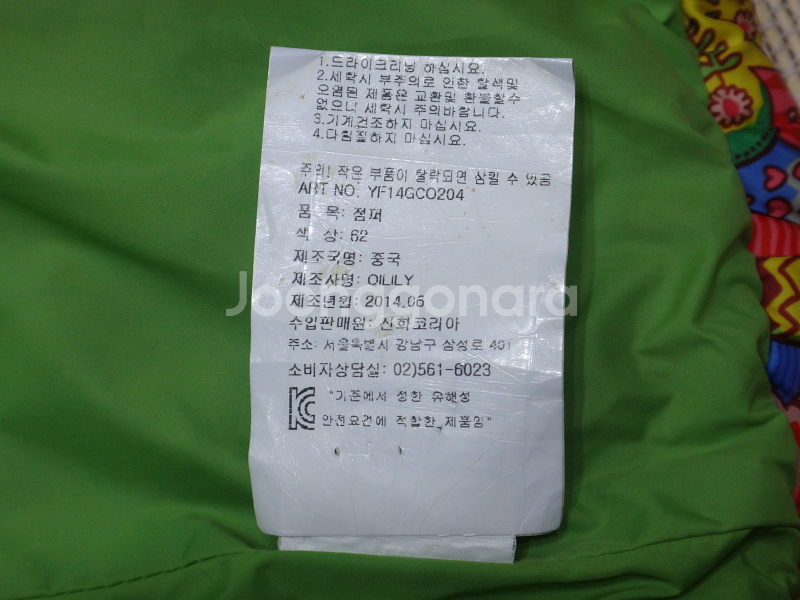 1.드라이크리닝 하십시요.
2.세탁시 부주의로 인한 탈색및
오염된 제품은 교환및 환불할수
없으니 세탁시 주의바랍니다.
3.기계건조하지 마십시요.
4.다림질하지 마십시요.
주의! 작은 부품이 탈락되면 삼킬 수 있음
ART NO. YF14GCO204
품 목: 점퍼
색 상: 62
제조국명: 중국
제조사명: OILILY
Joonggonara
제조년월: 2014.06
수입판매원: 신화코리아
주소: 서울특별시 강남구 삼성로 401
소비자상담실: 02)561-6023
"기준에서 정한 유해성
안전요건에 적합한 제품임"